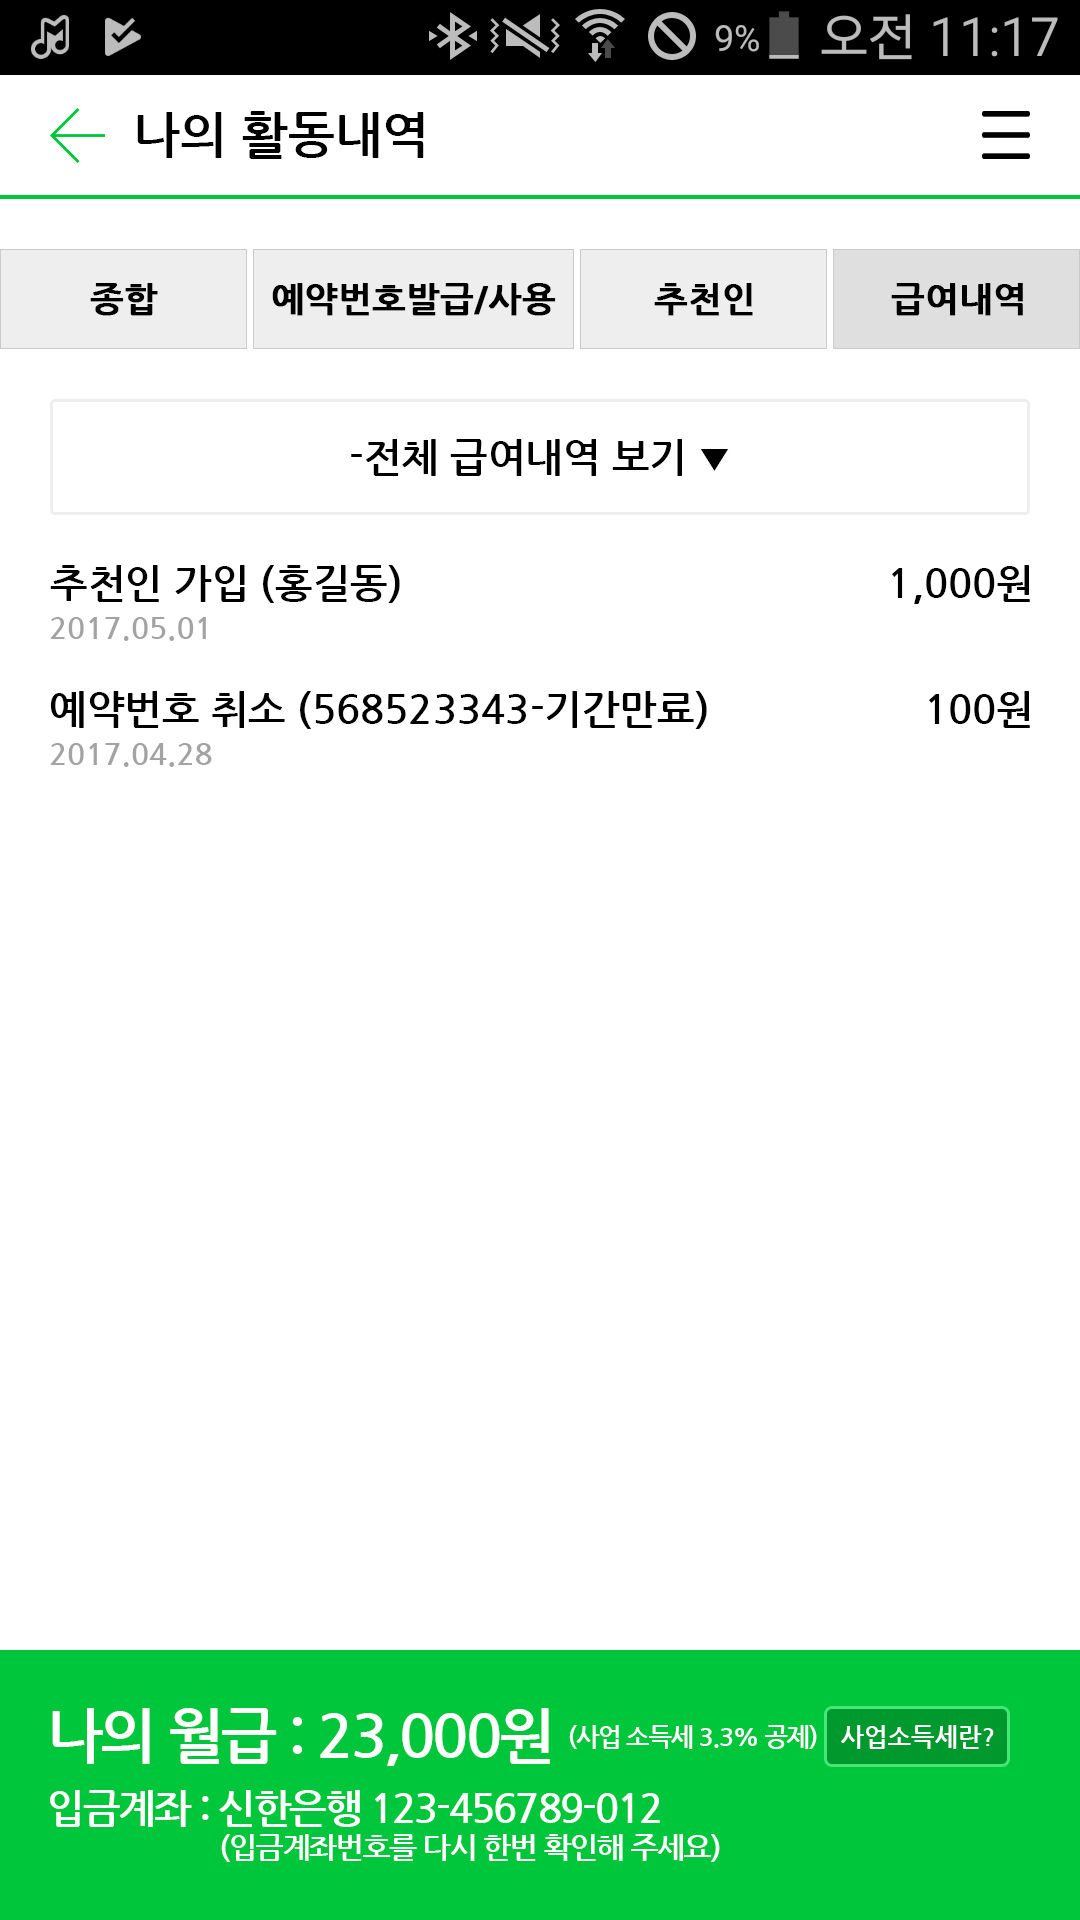 9% 오전 11:17
나의 활동내역
종합 예약번호발급/사용 추천인 급여내역
-전체 급여내역 보기 ▼
추천인 가입 (홍길동) 1,000원
2017.05.01
예약번호 취소 (568523343-기간만료) 100원
2017.04.28
나의 월급 : 23,000원 (사업 소득세 3.3% 공제) 사업소득세란?
입금계좌 : 신한은행 123-456789-012
(입금계좌번호를 다시 한번 확인해 주세요)